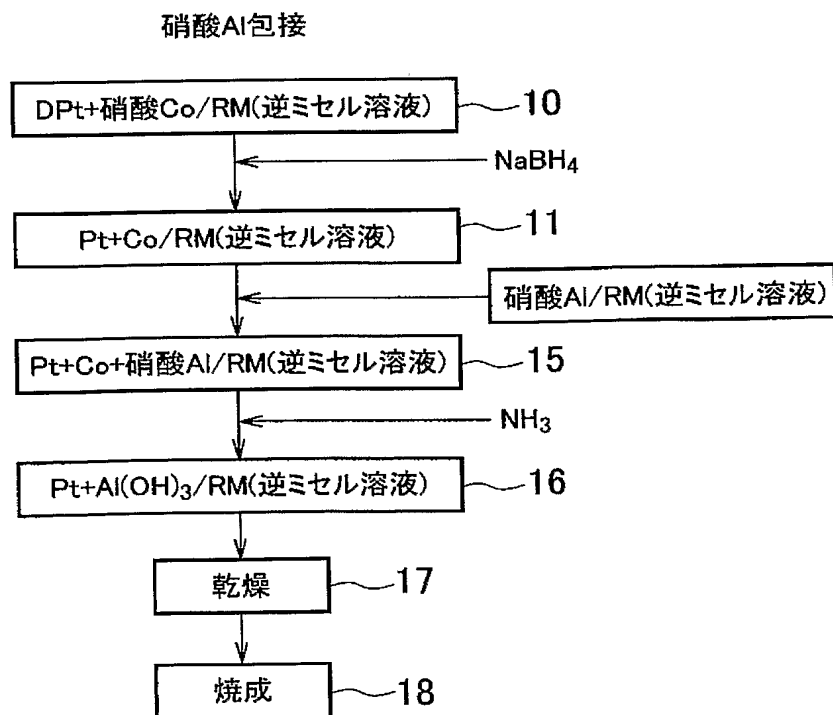 硝酸Al包接
DPt+硝酸Co/RM(逆ミセル溶液)
10
NaBH4
Pt+Co/RM(逆ミセル溶液)
11
硝酸Al/RM(逆ミセル溶液)
Pt+Co+硝酸Al/RM(逆ミセル溶液)
15
NH3
Pt+Al(OH)3/RM(逆ミセル溶液)
16
乾燥
17
焼成
18